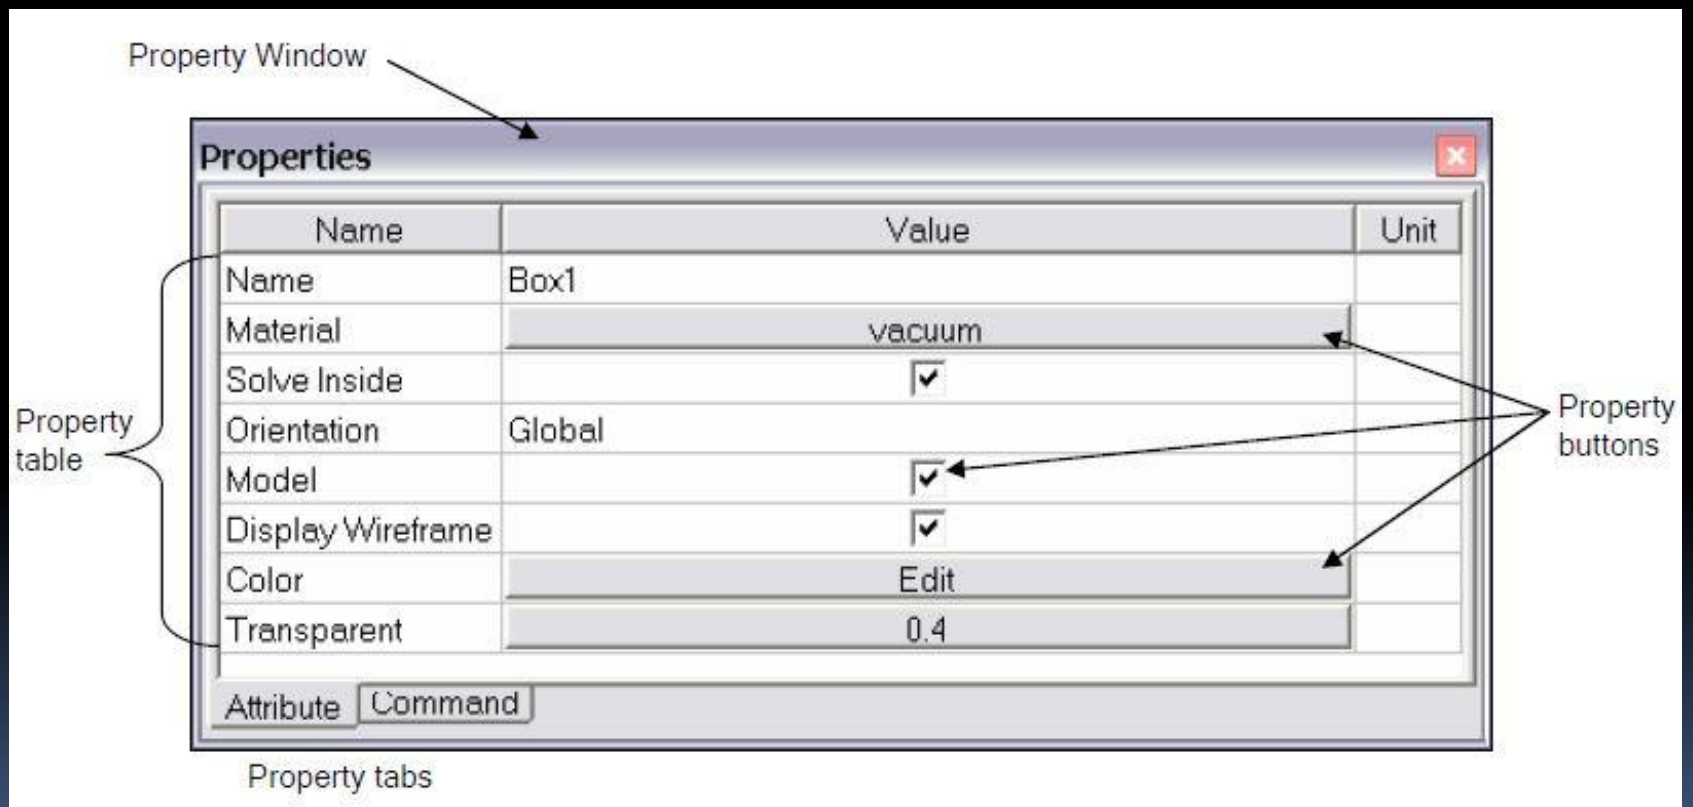 Property Window
Properties
Name Value Unit
Name Box1
Material vacuum
Solve Inside
Orientation Global
Model
Display Wireframe
Color Edit
Transparent 0.4
Attribute Command
Property
table
Property
buttons
Property tabs